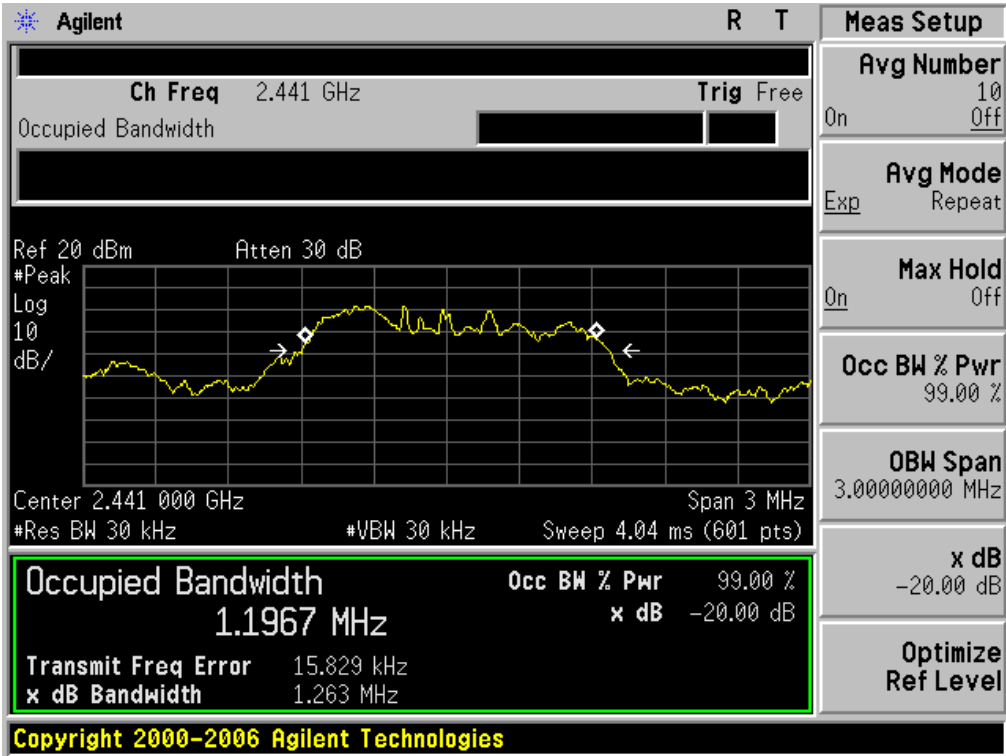 Agilent R T
Ch Freq 2.441 GHz Trig Free
Occupied Bandwidth
Ref 20 dBm Atten 30 dB
#Peak
Log
10
dB/
Center 2.441 000 GHz Span 3 MHz
#Res BW 30 kHz #VBW 30 kHz Sweep 4.04 ms (601 pts)
Occupied Bandwidth
1.1967 MHz
Occ BW % Pwr 99.00 %
x dB -20.00 dB
Transmit Freq Error 15.829 kHz
x dB Bandwidth 1.263 MHz
Copyright 2000-2006 Agilent Technologies
Meas Setup
Avg Number
10
On Off
Avg Mode
Exp Repeat
Max Hold
On Off
Occ BW % Pwr
99.00 %
OBW Span
3.00000000 MHz
x dB
-20.00 dB
Optimize
Ref Level